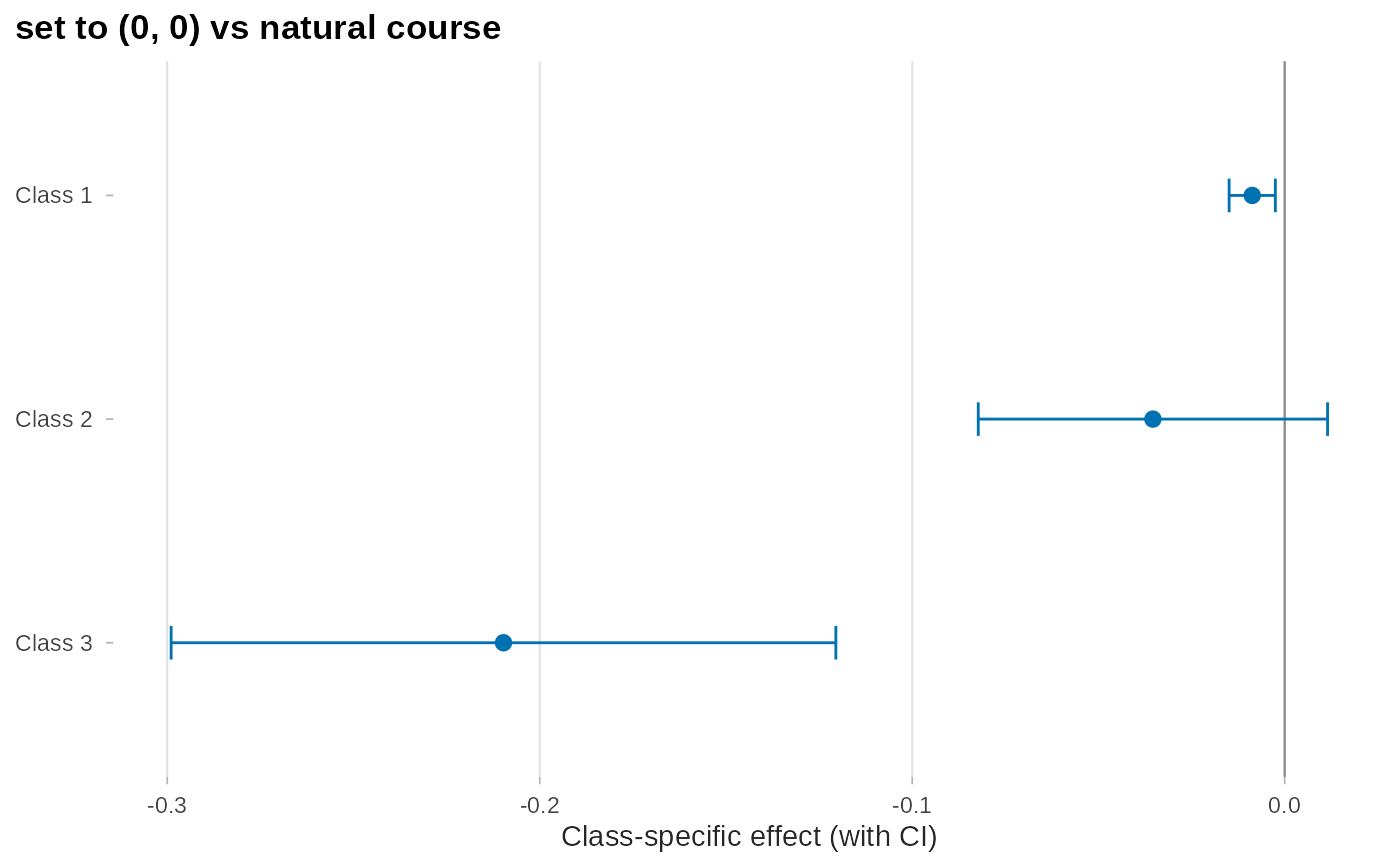 set to (0, 0) vs natural course
Class 1
Class 2
Class 3
-0.3
-0.2
-0.1
0.0
Class-specific effect (with CI)